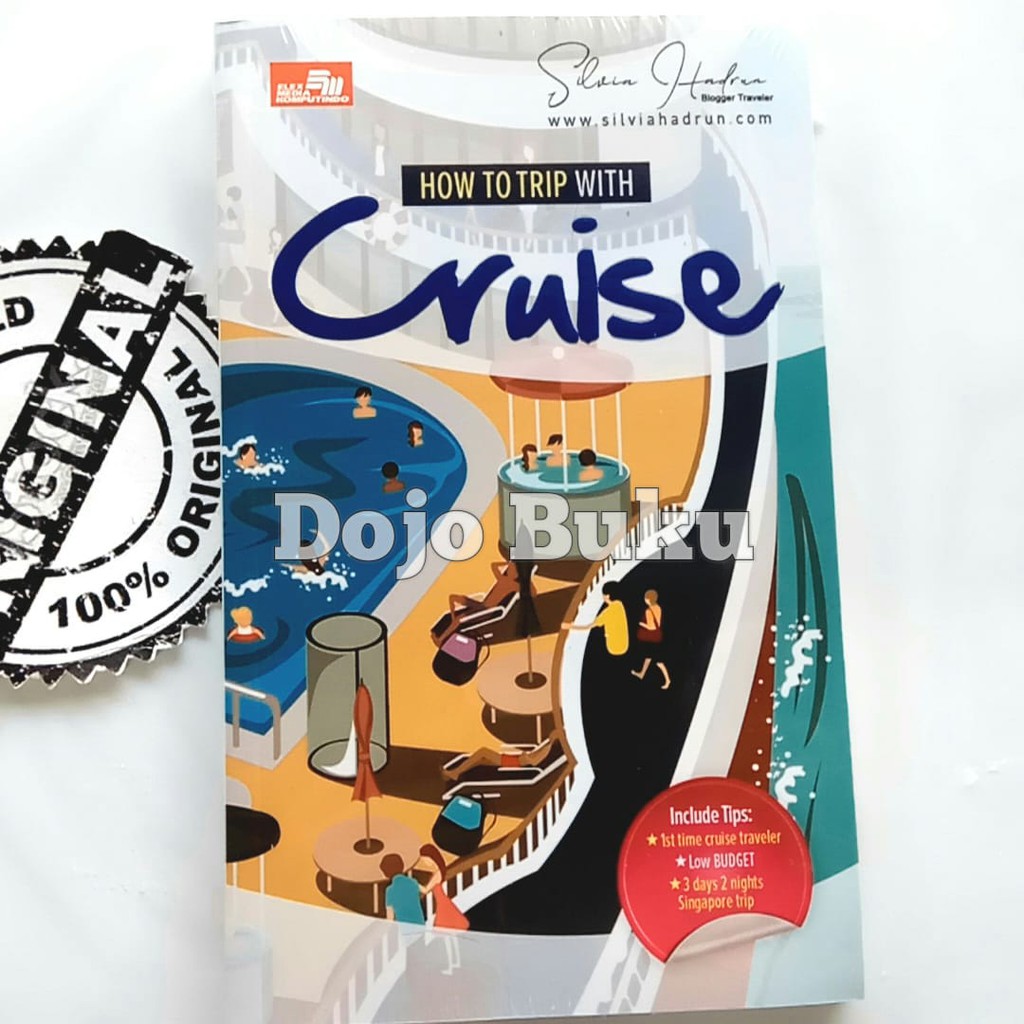 ELEX
MEDIA
KOMPUTINDO
Silvia Hadrun
Blogger Traveler
www.silviahadrun.com
HOW TO TRIP WITH
Cruise
LD
ORIGINAL
100% ORIGINAL
Dojo Buku
Include Tips:
★ 1st time cruise traveler
★ Low BUDGET
★ 3 days 2 nights
Singapore trip